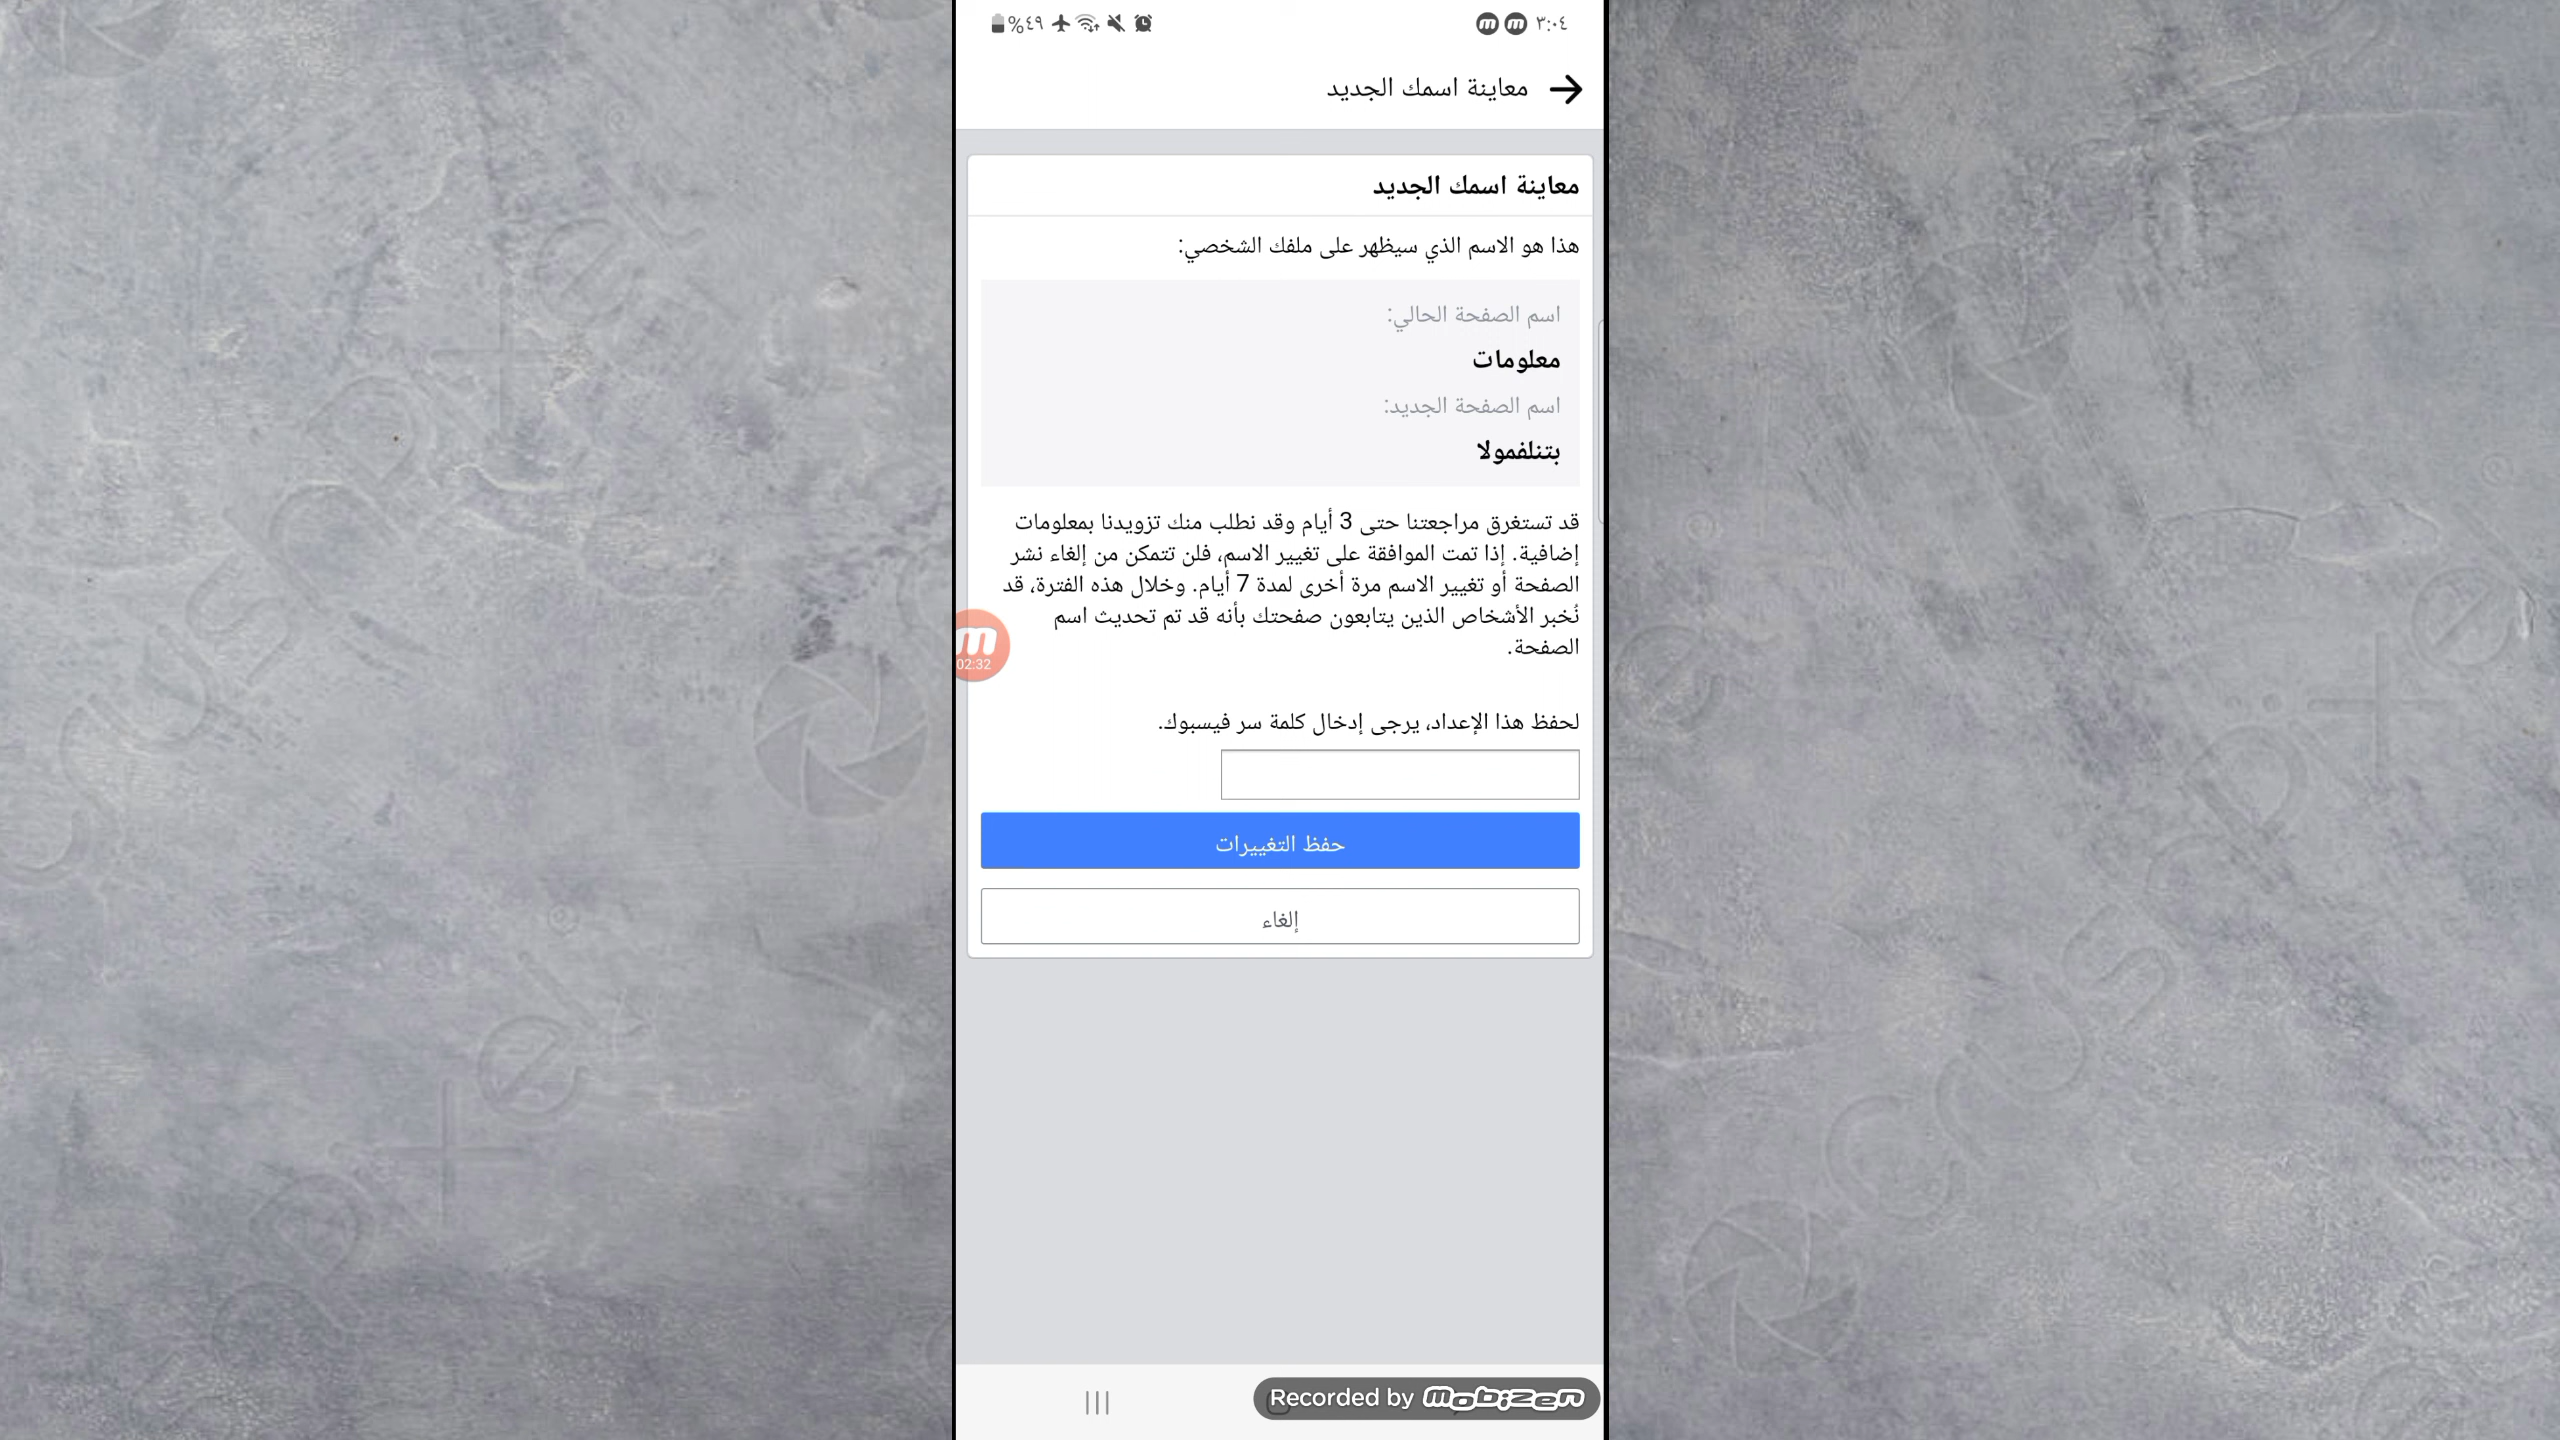 %٤٩
٣:٠٤
معاينة اسمك الجديد
معاينة اسمك الجديد
هذا هو الاسم الذي سيظهر على ملفك الشخصي:
اسم الصفحة الحالي:
معلومات
اسم الصفحة الجديد:
بتنلفمولا
قد تستغرق مراجعتنا حتى 3 أيام وقد نطلب منك تزويدنا بمعلومات
إضافية. إذا تمت الموافقة على تغيير الاسم، فلن تتمكن من إلغاء نشر
الصفحة أو تغيير الاسم مرة أخرى لمدة 7 أيام. وخلال هذه الفترة، قد
نُخبر الأشخاص الذين يتابعون صفحتك بأنه قد تم تحديث اسم
الصفحة.
02:32
لحفظ هذا الإعداد، يرجى إدخال كلمة سر فيسبوك.
حفظ التغييرات
إلغاء
Recorded by mobizen